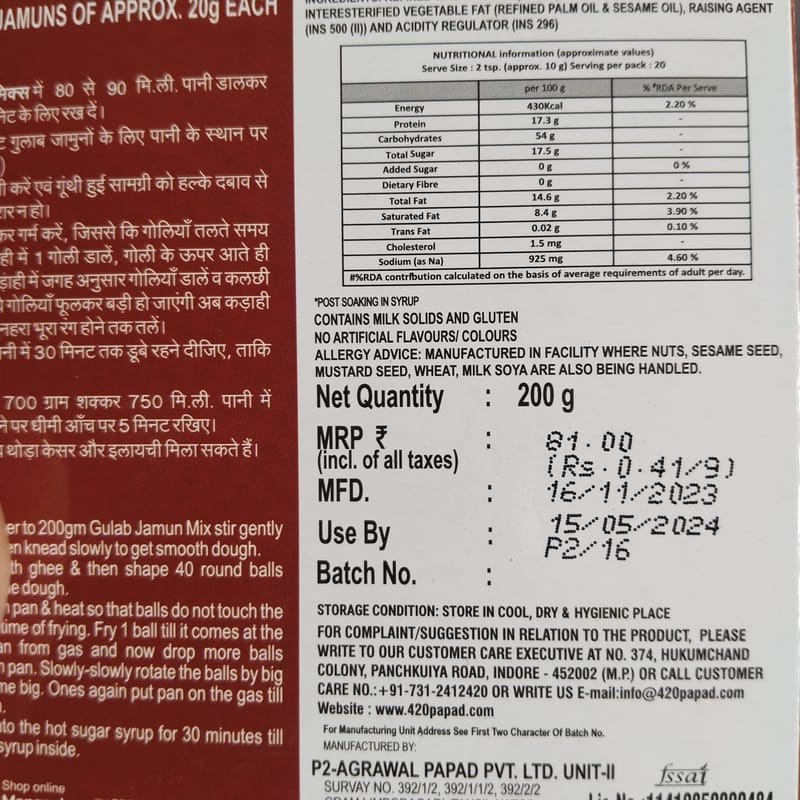 JAMUNS OF APPROX. 20g EACH
में 80 से 90 मि.ली. पानी डालकर
के लिए रख दें।
गुलाब जामुनों के लिए पानी के स्थान पर
करें एवं गूंथी हुई सामग्री को हल्के दबाव से
न हो।
कर गर्म करें, जिससे कि गोलियाँ तलते समय
ही में 1 गोली डालें, गोली के ऊपर आते ही
में जगह अनुसार गोलियाँ डालें व कलछी
गोलियाँ फूलकर बड़ी हो जाएंगी अब कड़ाही
भूरा रंग होने तक तलें।
में 30 मिनट तक डूबे रहने दीजिए, ताकि
700 ग्राम शक्कर 750 मि.ली. पानी में
पर धीमी आँच पर 5 मिनट रखिए।
थोड़ा केसर और इलायची मिला सकते हैं।
er to 200gm Gulab Jamun Mix stir gently
en knead slowly to get smooth dough.
th ghee & then shape 40 round balls
dough.
pan & heat so that balls do not touch the
time of frying. Fry 1 ball till it comes at the
an from gas and now drop more balls
pan. Slowly-slowly rotate the balls by big
me big. Ones again put pan on the gas till
to the hot sugar syrup for 30 minutes till
syrup inside.
Shop online
INTERESTERIFIED VEGETABLE FAT (REFINED PALM OIL & SESAME OIL), RAISING AGENT
(INS 500 (II)) AND ACIDITY REGULATOR (INS 296)
NUTRITIONAL information (approximate values)
Serve Size : 2 tsp. (approx. 10 g) Serving per pack : 20
per 100 g % #RDA Per Serve
Energy 430Kcal 2.20 %
Protein 17.3 g -
Carbohydrates 54 g -
Total Sugar 17.5 g -
Added Sugar 0 g 0 %
Dietary Fibre 0 g -
Total Fat 14.6 g 2.20 %
Saturated Fat 8.4 g 3.90 %
Trans Fat 0.02 g 0.10 %
Cholesterol 1.5 mg -
Sodium (as Na) 925 mg 4.60 %
#%RDA contribution calculated on the basis of average requirements of adult per day.
*POST SOAKING IN SYRUP
CONTAINS MILK SOLIDS AND GLUTEN
NO ARTIFICIAL FLAVOURS/ COLOURS
ALLERGY ADVICE: MANUFACTURED IN FACILITY WHERE NUTS, SESAME SEED,
MUSTARD SEED, WHEAT, MILK SOYA ARE ALSO BEING HANDLED.
Net Quantity : 200 g
MRP ₹ : 81.00
(incl. of all taxes) (Rs.0.41/9)
MFD. : 16/11/2023
Use By : 15/05/2024
P2/16
Batch No. :
STORAGE CONDITION: STORE IN COOL, DRY & HYGIENIC PLACE
FOR COMPLAINT/SUGGESTION IN RELATION TO THE PRODUCT, PLEASE
WRITE TO OUR CUSTOMER CARE EXECUTIVE AT NO. 374, HUKUMCHAND
COLONY, PANCHKUIYA ROAD, INDORE - 452002 (M.P.) OR CALL CUSTOMER
CARE NO.:+91-731-2412420 OR WRITE US E-mail:info@420papad.com
Website : www.420papad.com
For Manufacturing Unit Address See First Two Character Of Batch No.
MANUFACTURED BY:
P2-AGRAWAL PAPAD PVT. LTD. UNIT-II fssai
SURVAY NO. 392/1/2, 392/1/1/2, 392/2/2